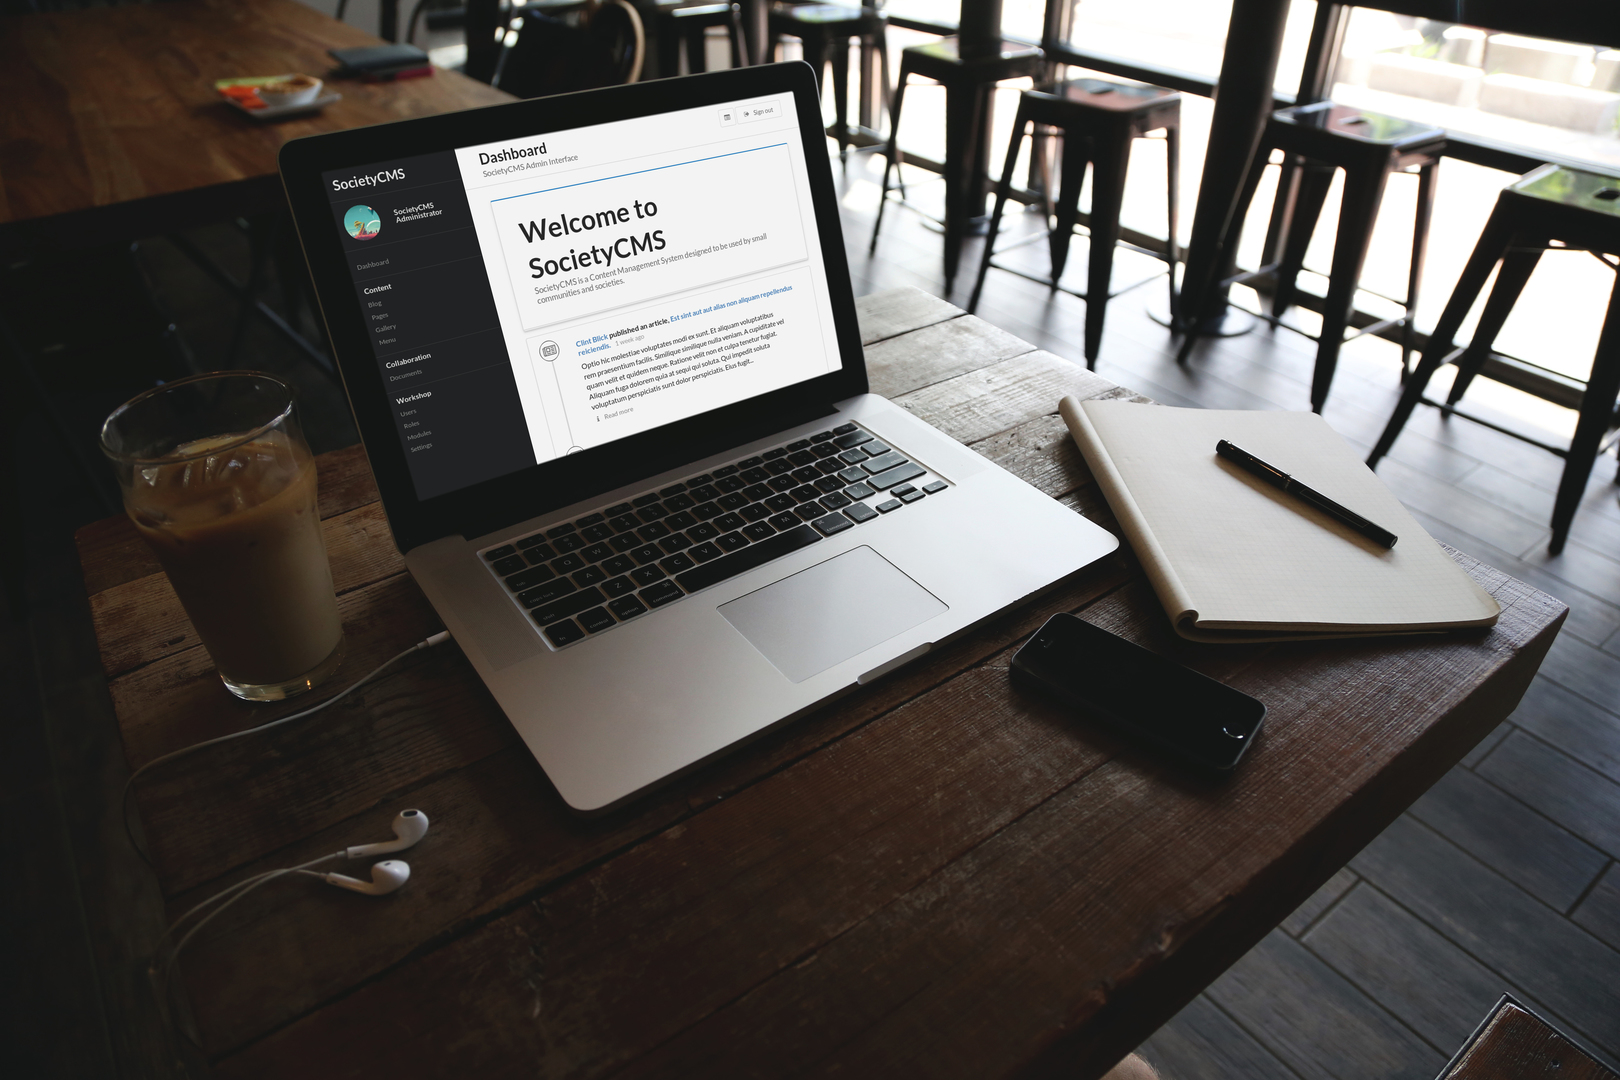 SocietyCMS
SocietyCMS
Administrator
Dashboard
Content
Blog
Pages
Gallery
Menu
Collaboration
Documents
Workshop
Users
Roles
Modules
Settings
Dashboard
SocietyCMS Admin Interface
Sign out
Welcome to
SocietyCMS
SocietyCMS is a Content Management System designed to be used by small
communities and societies.
Clint Blick published an article. Est sint aut aut alias non aliquam repellendus
reiciendis. 1 week ago
Optio hic molestiae voluptates modi ex sunt. Et aliquam voluptatibus
rem praesentium facilis. Similique similique nulla veniam. A cupiditate vel
quam velit et quidem neque. Ratione velit non et culpa tenetur fugiat.
Aliquam fuga dolorem quia at sequi qui soluta. Qui impedit soluta
voluptatum perspiciatis sunt dolor perspiciatis. Eius fugit...
Read more